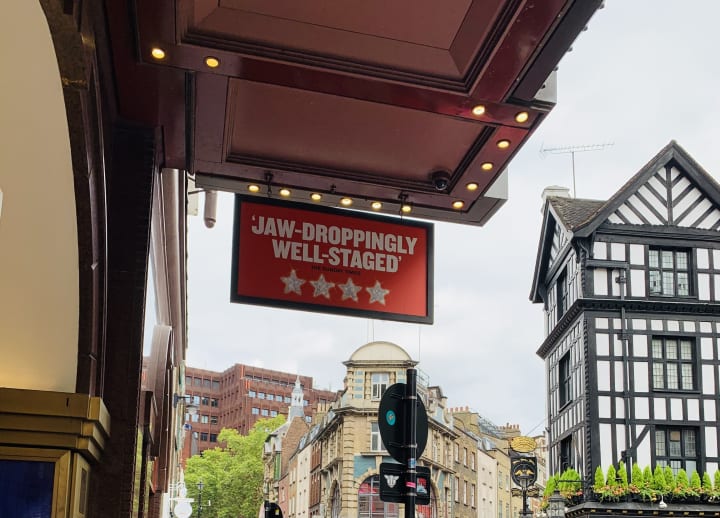 'JAW-DROPPINGLY
WELL-STAGED'
THE SUNDAY TIMES